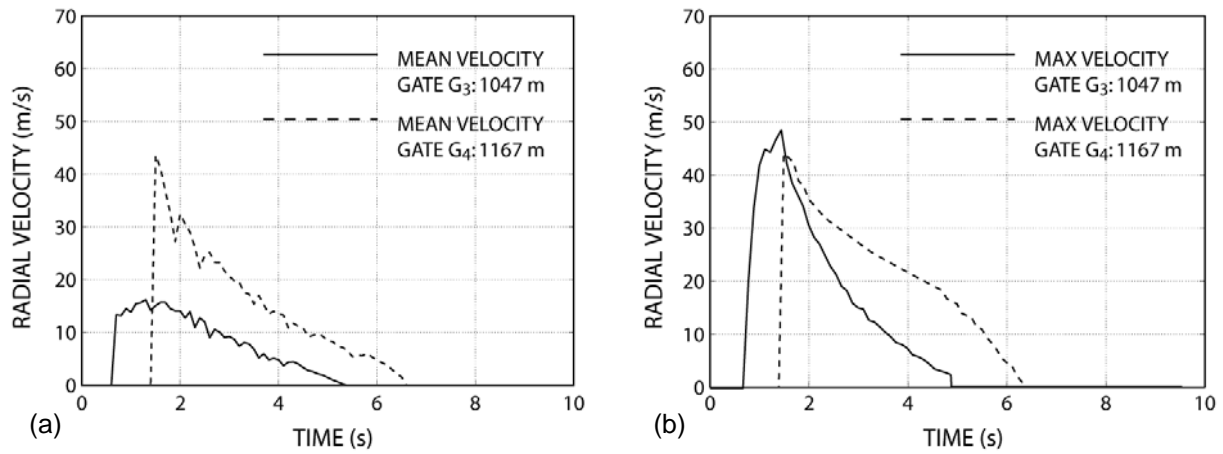 70
60
50
40
30
20
10
0
RADIAL VELOCITY (m/s)
MEAN VELOCITY
GATE G3: 1047 m
MEAN VELOCITY
GATE G4: 1167 m
0 2 4 6 8 10
TIME (s)
(a)
70
60
50
40
30
20
10
0
RADIAL VELOCITY (m/s)
MAX VELOCITY
GATE G3: 1047 m
MAX VELOCITY
GATE G4: 1167 m
0 2 4 6 8 10
TIME (s)
(b)